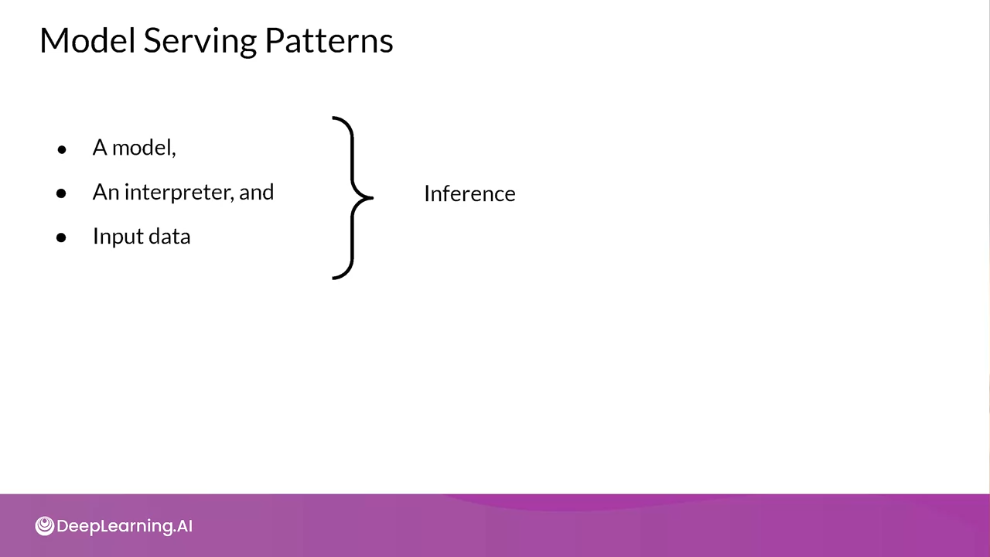 Model Serving Patterns
● A model,
● An interpreter, and
● Input data
Inference
DeepLearning.AI